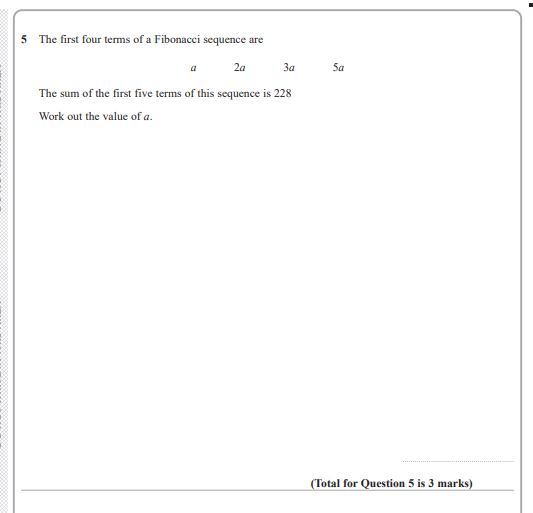 5 The first four terms of a Fibonacci sequence are
a 2a 3a 5a
The sum of the first five terms of this sequence is 228
Work out the value of a.
(Total for Question 5 is 3 marks)